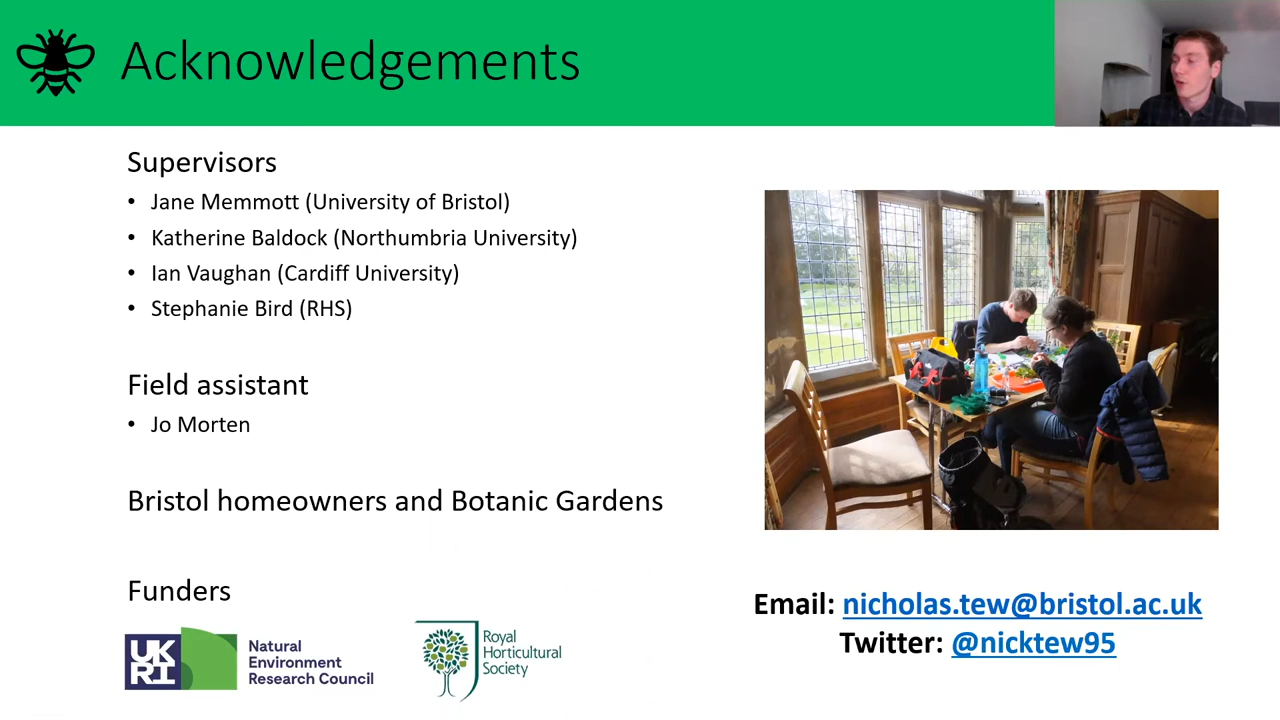 Acknowledgements
Supervisors
• Jane Memmott (University of Bristol)
• Katherine Baldock (Northumbria University)
• Ian Vaughan (Cardiff University)
• Stephanie Bird (RHS)
Field assistant
• Jo Morten
Bristol homeowners and Botanic Gardens
Funders
UKRI
Natural
Environment
Research Council
Royal
Horticultural
Society
Email: nicholas.tew@bristol.ac.uk
Twitter: @nicktew95